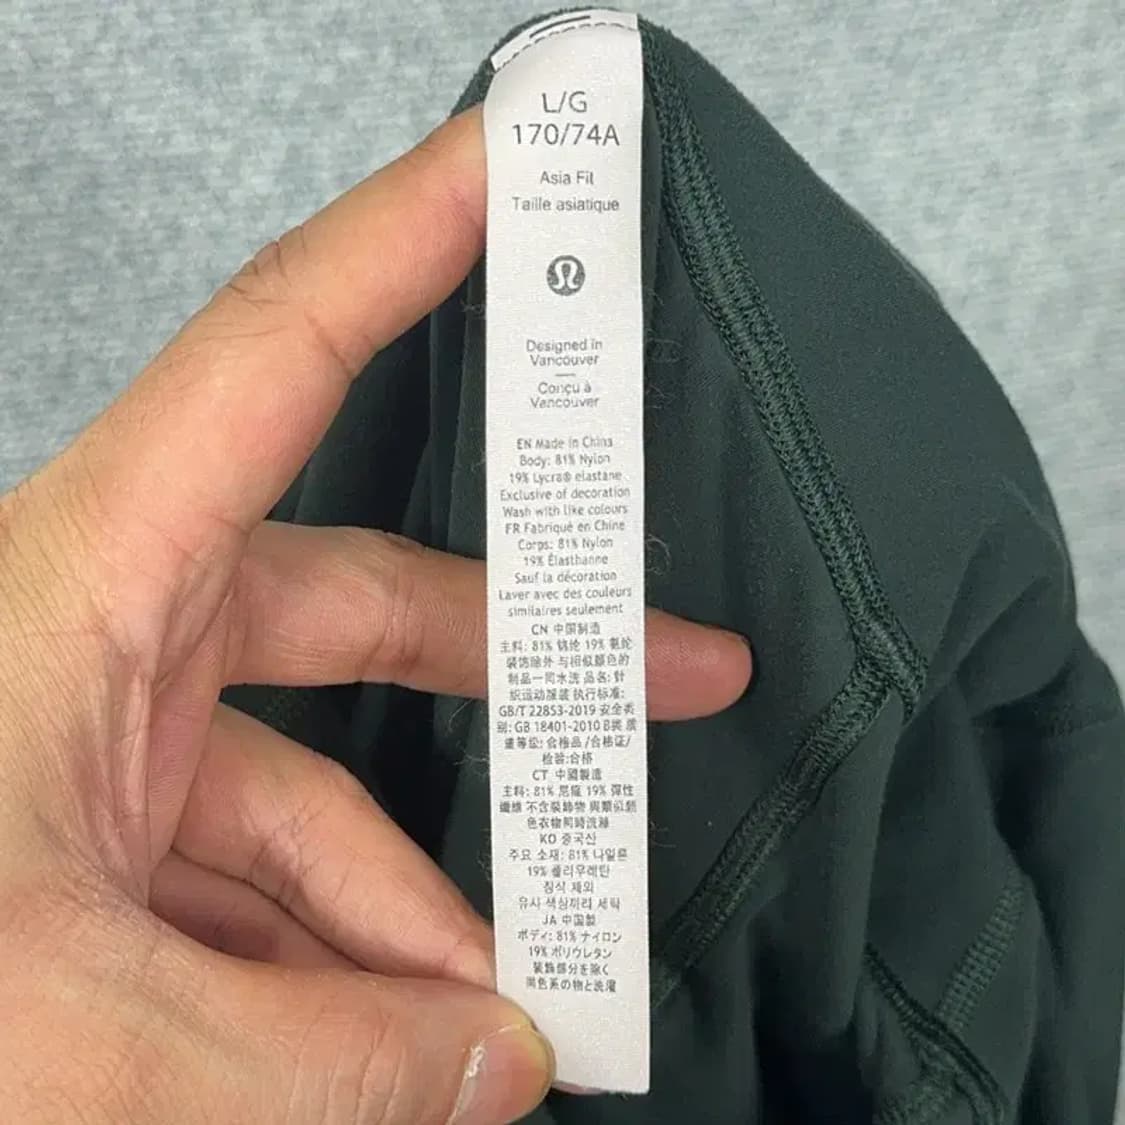 L/G
170/74A
Asia Fit
Taille asiatique
Designed in
Vancouver
Conçu à
Vancouver
EN Made in China
Body: 81% Nylon
19% Lycra® elastane
Exclusive of decoration
Wash with like colours
FR Fabriqué en Chine
Corps: 81% Nylon
19% Élasthanne
Sauf la décoration
Laver avec des couleurs
similaires seulement
CN 中国制造
主料: 81% 锦纶 19% 氨纶
装饰除外 与相似颜色的
制品一同水洗 品名: 针
织运动服装 执行标准:
GB/T 22853-2019 安全类
别: GB 18401-2010 B类 质
量等级: 合格品 /合格证/
检验:合格
CT 中國製造
主料: 81% 尼龍 19% 彈性
纖維 不含裝飾物 與類似顏
色衣物同時洗滌
KO 중국산
주요 소재: 81% 나일론
19% 폴리우레탄
장식 제외
유사 색상끼리 세탁
JA 中国製
ボディ: 81% ナイロン
19% ポリウレタン
装飾部分を除く
同色系の物と洗濯